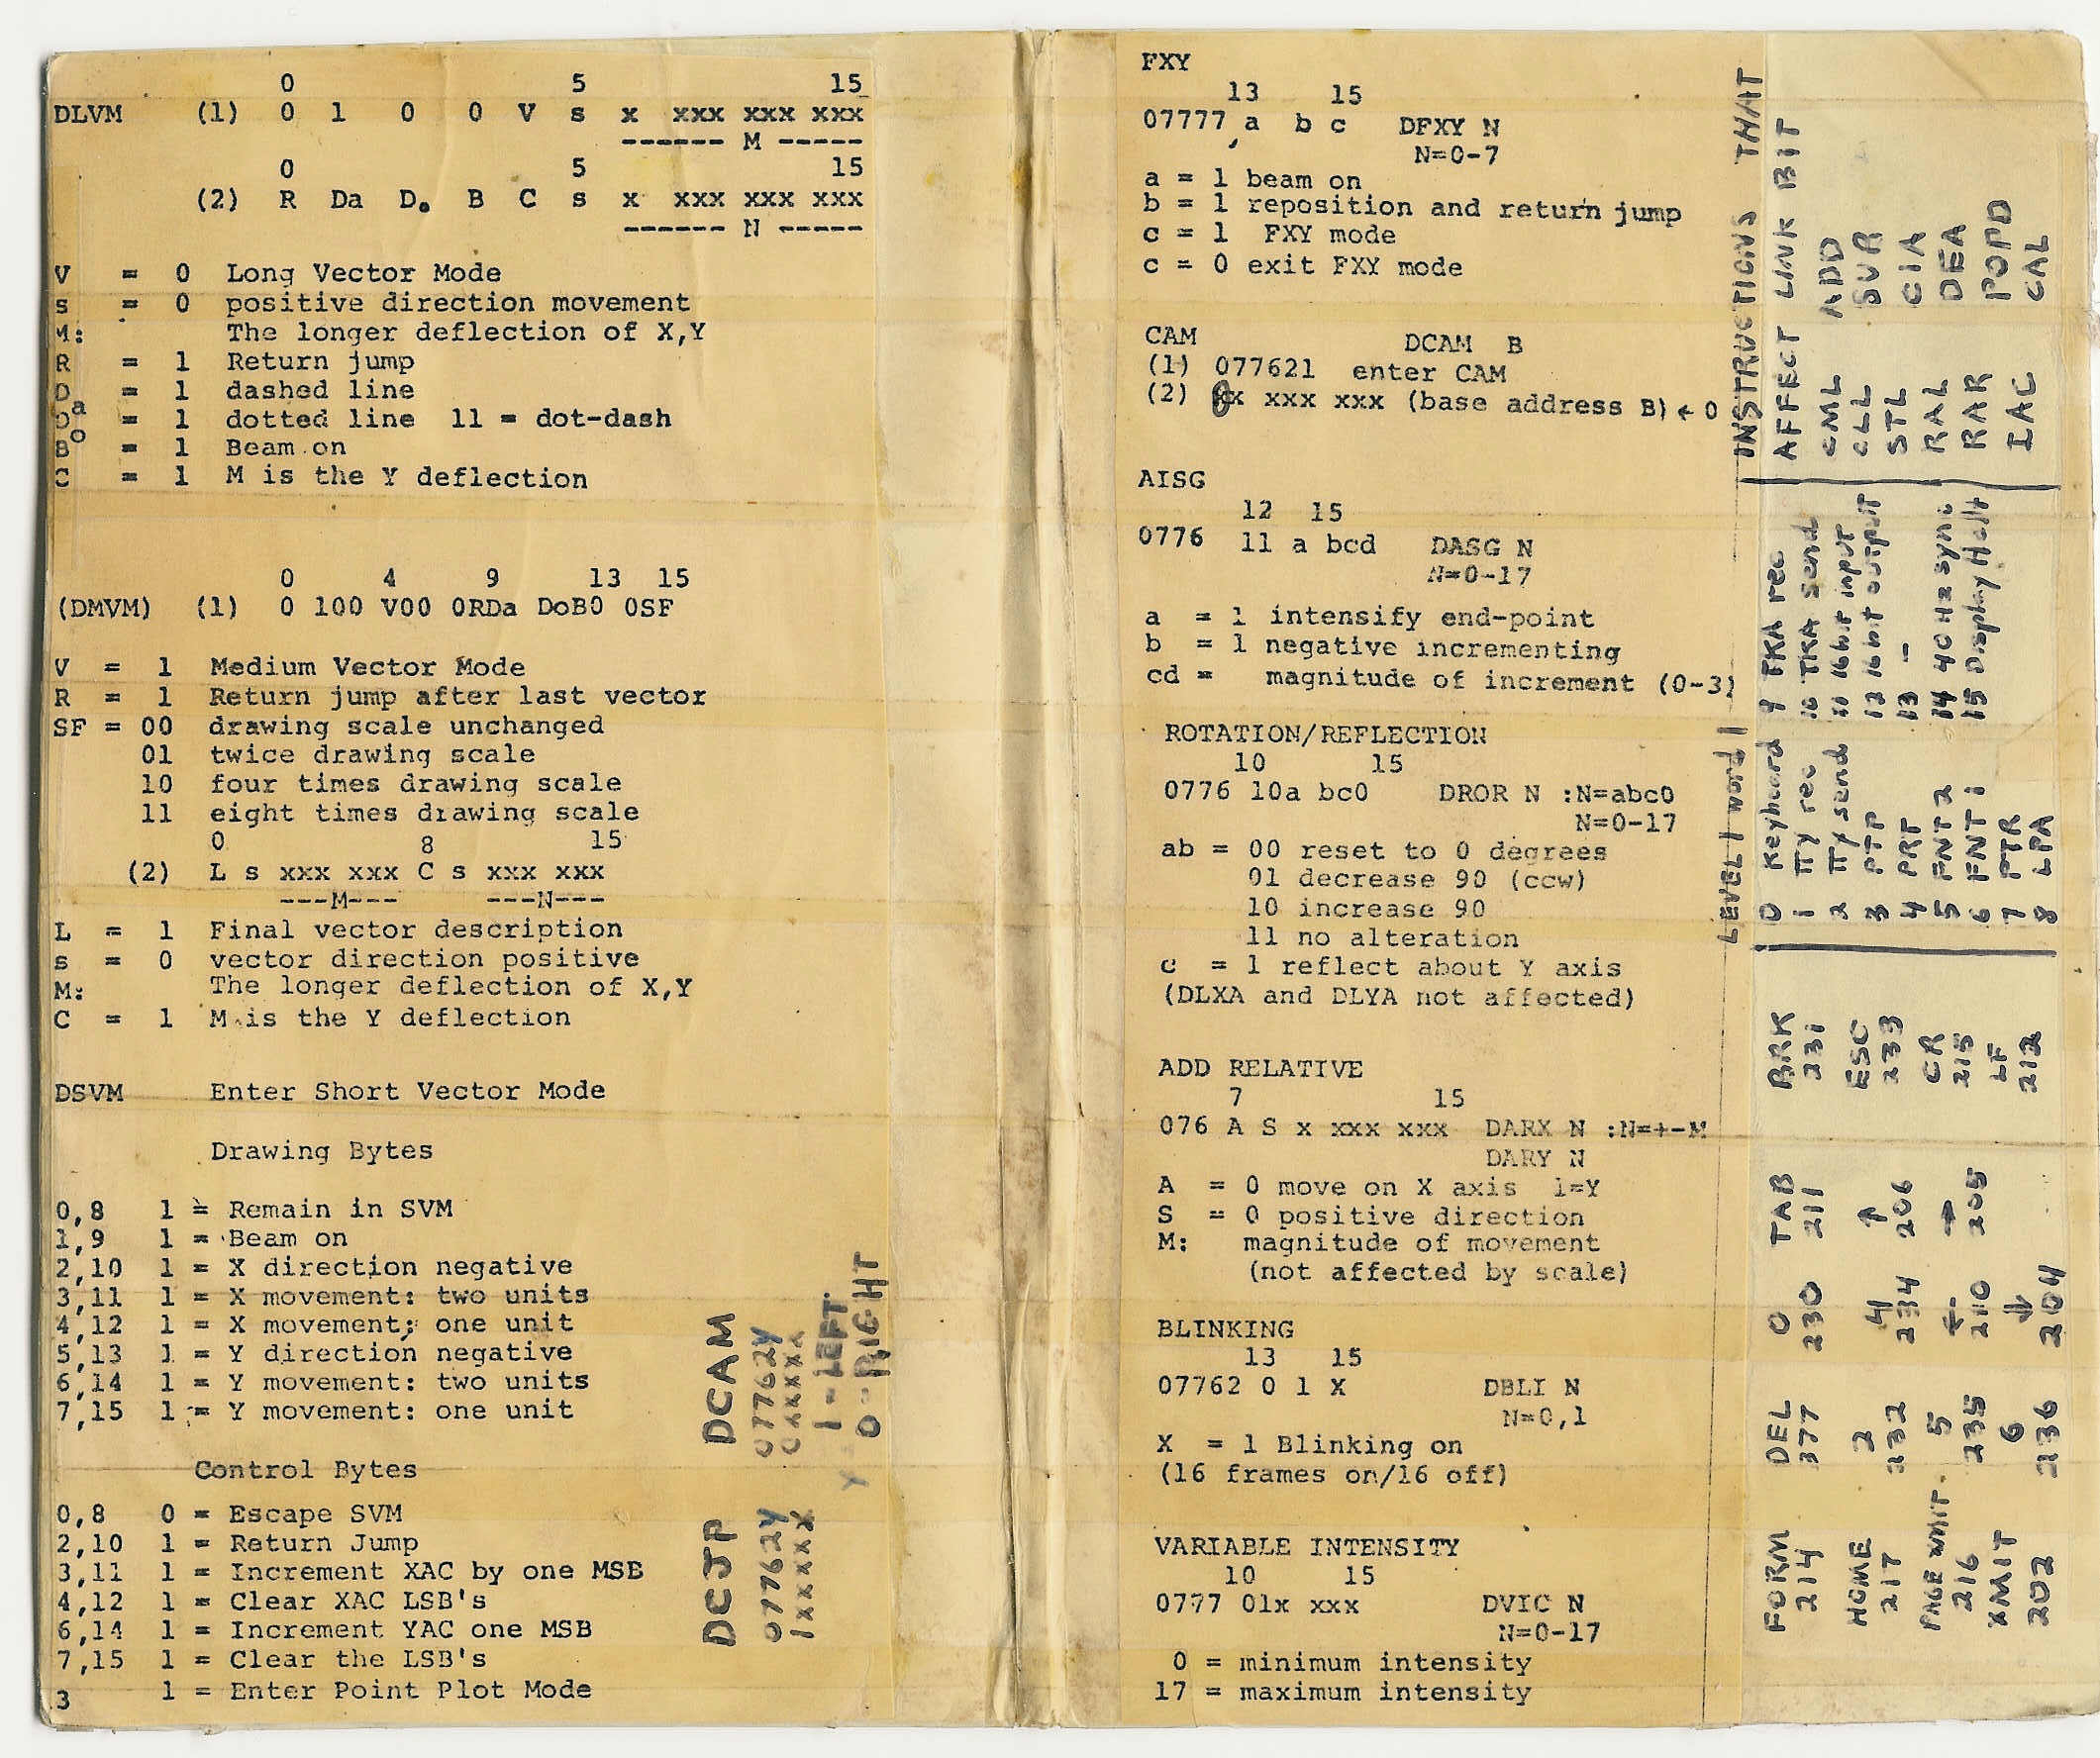 0 5 15
DLVM (1) 0 1 0 0 V s x xxx xxx xxx
------ M -----
0 5 15
(2) R Da Do B C s x xxx xxx xxx
------ N -----
V = 0 Long Vector Mode
s = 0 positive direction movement
M: The longer deflection of X,Y
R = 1 Return jump
Da = 1 dashed line
Do = 1 dotted line 11 = dot-dash
B = 1 Beam on
C = 1 M is the Y deflection
0 4 9 13 15
(DMVM) (1) 0 100 V00 0RDa DoB0 0SF
V = 1 Medium Vector Mode
R = 1 Return jump after last vector
SF = 00 drawing scale unchanged
01 twice drawing scale
10 four times drawing scale
11 eight times drawing scale
0 8 15
(2) L s xxx xxx C s xxx xxx
---M--- ---N---
L = 1 Final vector description
s = 0 vector direction positive
M: The longer deflection of X,Y
C = 1 M is the Y deflection
DSVM Enter Short Vector Mode
Drawing Bytes
0,8 1 = Remain in SVM
1,9 1 = Beam on
2,10 1 = X direction negative
3,11 1 = X movement: two units
4,12 1 = X movement: one unit
5,13 1 = Y direction negative
6,14 1 = Y movement: two units
7,15 1 = Y movement: one unit
Control Bytes
0,8 0 = Escape SVM
2,10 1 = Return Jump
3,11 1 = Increment XAC by one MSB
4,12 1 = Clear XAC LSB's
6,14 1 = Increment YAC one MSB
7,15 1 = Clear the LSB's
3 1 = Enter Point Plot Mode
DCJP DCAM
07762Y 07762Y
1xxxxx 0xxxxx
Y 1 - LEFT
0 - RIGHT
FXY
13 15
07777 a b c DFXY N
N=0-7
a = 1 beam on
b = 1 reposition and return jump
c = 1 FXY mode
c = 0 exit FXY mode
CAM DCAM B
(1) 077621 enter CAM
(2) 0x xxx xxx (base address B) ← 0
AISG
12 15
0776 11 a bcd DASG N
N=0-17
a = 1 intensify end-point
b = 1 negative incrementing
cd = magnitude of increment (0-3)
ROTATION/REFLECTION
10 15
0776 10a bc0 DROR N :N=abc0
N=0-17
ab = 00 reset to 0 degrees
01 decrease 90 (ccw)
10 increase 90
11 no alteration
c = 1 reflect about Y axis
(DLXA and DLYA not affected)
ADD RELATIVE
7 15
076 A S x xxx xxx DARX N :N=+-M
DARY N
A = 0 move on X axis 1=Y
S = 0 positive direction
M: magnitude of movement
(not affected by scale)
BLINKING
13 15
07762 0 1 X DBLI N
N=0,1
X = 1 Blinking on
(16 frames on/16 off)
VARIABLE INTENSITY
10 15
0777 01x xxx DVIC N
N=0-17
0 = minimum intensity
17 = maximum intensity
FORM DEL 0 TAB BRK
214 377 230 211 231
HOME 2 4 ↑ ESC
217 232 234 206 233
PAGE WMIT. 5 ← → CR
216 235 210 205 215
XMIT 6 ↓ LF
202 236 204 212
LEVEL 1 word 1
0 Keyboard 9 TKA rec
1 TTY rec 10 TKA send
2 TTY send 11 16 bit input
3 PTP 12 16 bit output
4 PRT 13 -
5 FNT 2 14 40 Hz sync
6 FNT 1 15 Display Halt
7 PTR
8 LPA
INSTRUCTIONS THAT
AFFECT LINK BIT
CML ADD
CLL SUR
STL CIA
RAL DEA
RAR POPD
IAC CAL